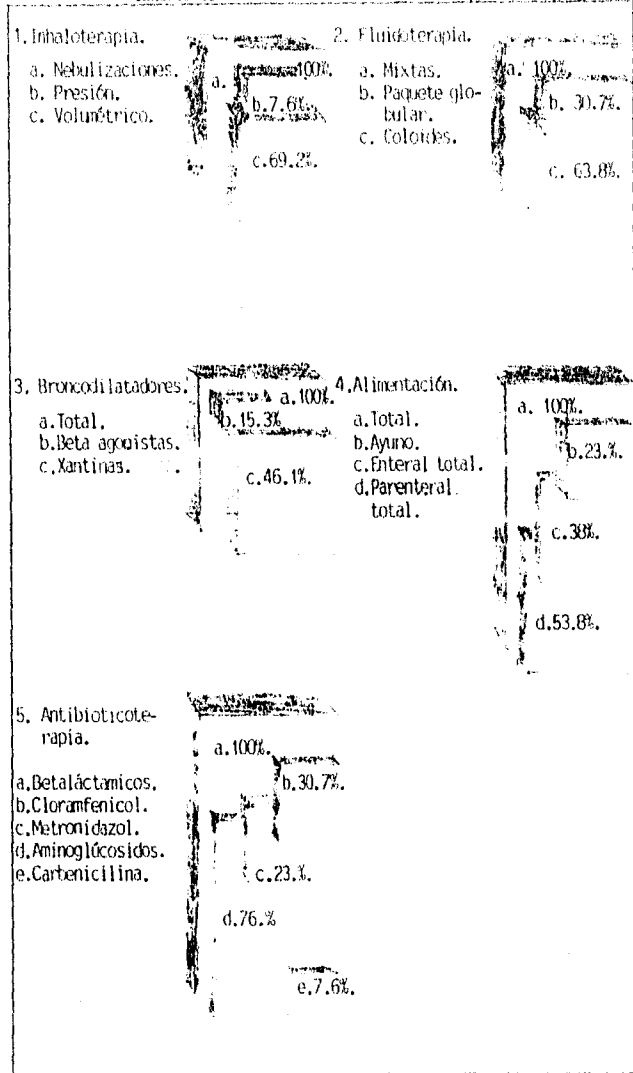 1. Inhaloterapia.
a. Nebulizaciones.
b. Presión.
c. Volumétrico.
a. 100%
b.7.6%.
c.69.2%.
2. Fluidoterapia.
a. Mixtas.
b. Paquete glo-
bular.
c. Coloides.
a. 100%.
b. 30.7%.
c. 63.8%.
3. Broncodilatadores.
a.Total.
b.Beta agonistas.
c.Xantinas.
a.100%.
b.15.3%
c.46.1%.
4.Alimentación.
a.Total.
b.Ayuno.
c.Enteral total.
d.Parenteral
total.
a. 100%.
b.23.%.
c.38%.
d.53.8%.
5. Antibioticote-
rapia.
a.Betaláctamicos.
b.Cloramfenicol.
c.Metronidazol.
d.Aminoglúcosidos.
e.Carbenicilina.
a.100%.
b.30.7%.
c.23.%.
d.76.%
e.7.6%.